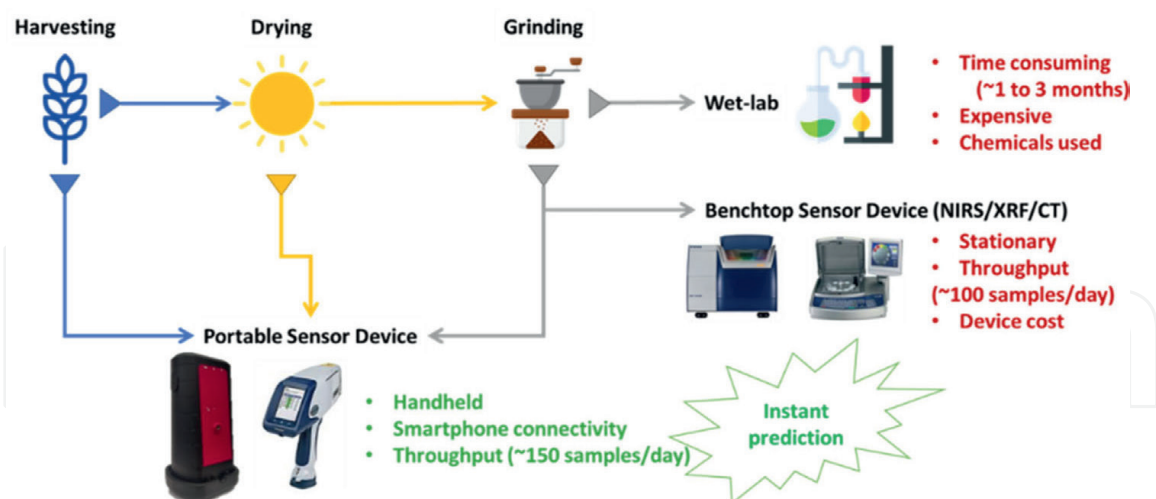 Harvesting
Drying
Grinding
Wet-lab
• Time consuming
(~1 to 3 months)
• Expensive
• Chemicals used
Benchtop Sensor Device (NIRS/XRF/CT)
• Stationary
• Throughput
(~100 samples/day)
• Device cost
Portable Sensor Device
• Handheld
• Smartphone connectivity
• Throughput (~150 samples/day)
Instant
prediction